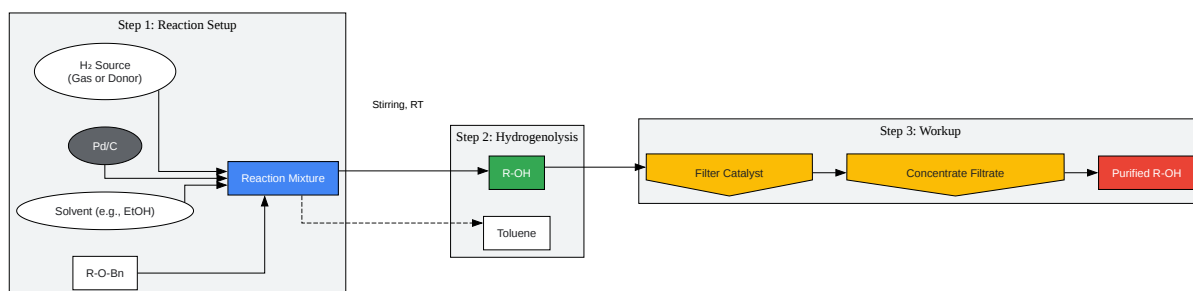 Step 1: Reaction Setup
H₂ Source
(Gas or Donor)
Pd/C
Solvent (e.g., EtOH)
R-O-Bn
Reaction Mixture
Stirring, RT
Step 2: Hydrogenolysis
R-OH
Toluene
Step 3: Workup
Filter Catalyst
Concentrate Filtrate
Purified R-OH